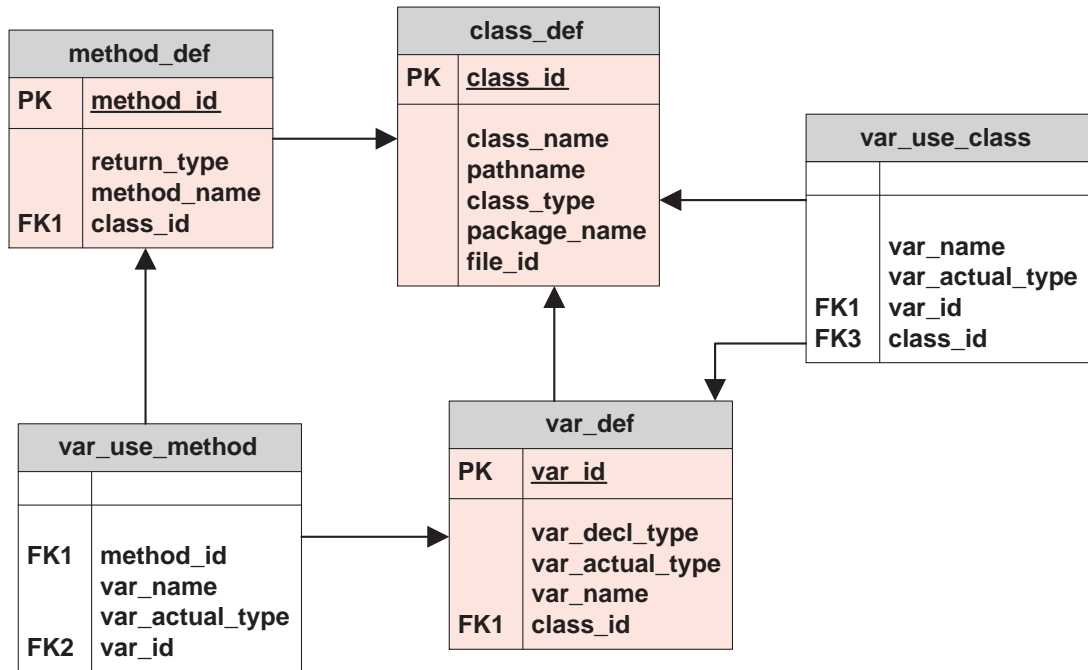 method_def
PK method_id
return_type
method_name
FK1 class_id
class_def
PK class_id
class_name
pathname
class_type
package_name
file_id
var_use_class
var_name
var_actual_type
FK1 var_id
FK3 class_id
var_use_method
FK1 method_id
var_name
var_actual_type
FK2 var_id
var_def
PK var_id
var_decl_type
var_actual_type
var_name
FK1 class_id